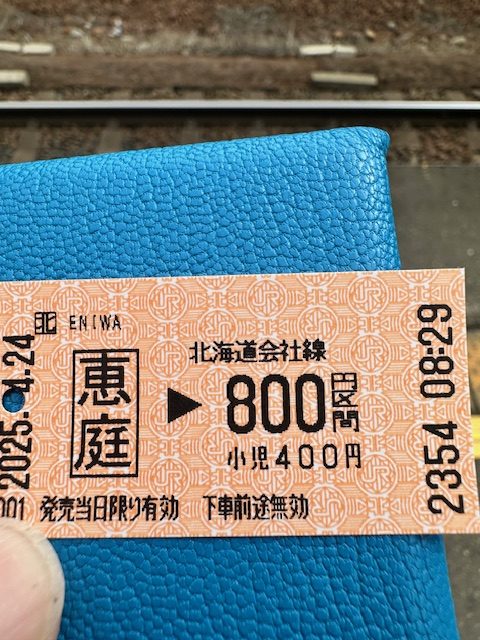 北 ENIWA
2025.-4.24
恵庭
北海道会社線
▶ 800円区間
小児400円
001 発売当日限り有効 下車前途無効
2354 08:29